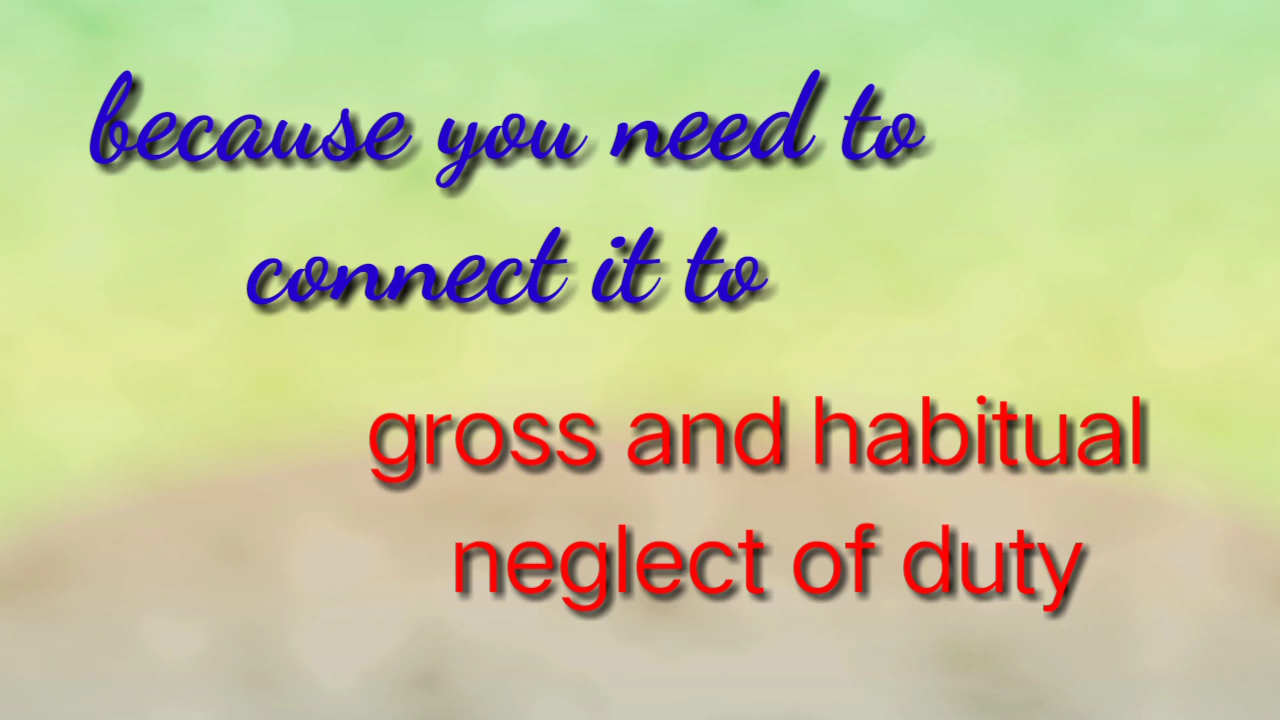 because you need to
connect it to
gross and habitual
neglect of duty